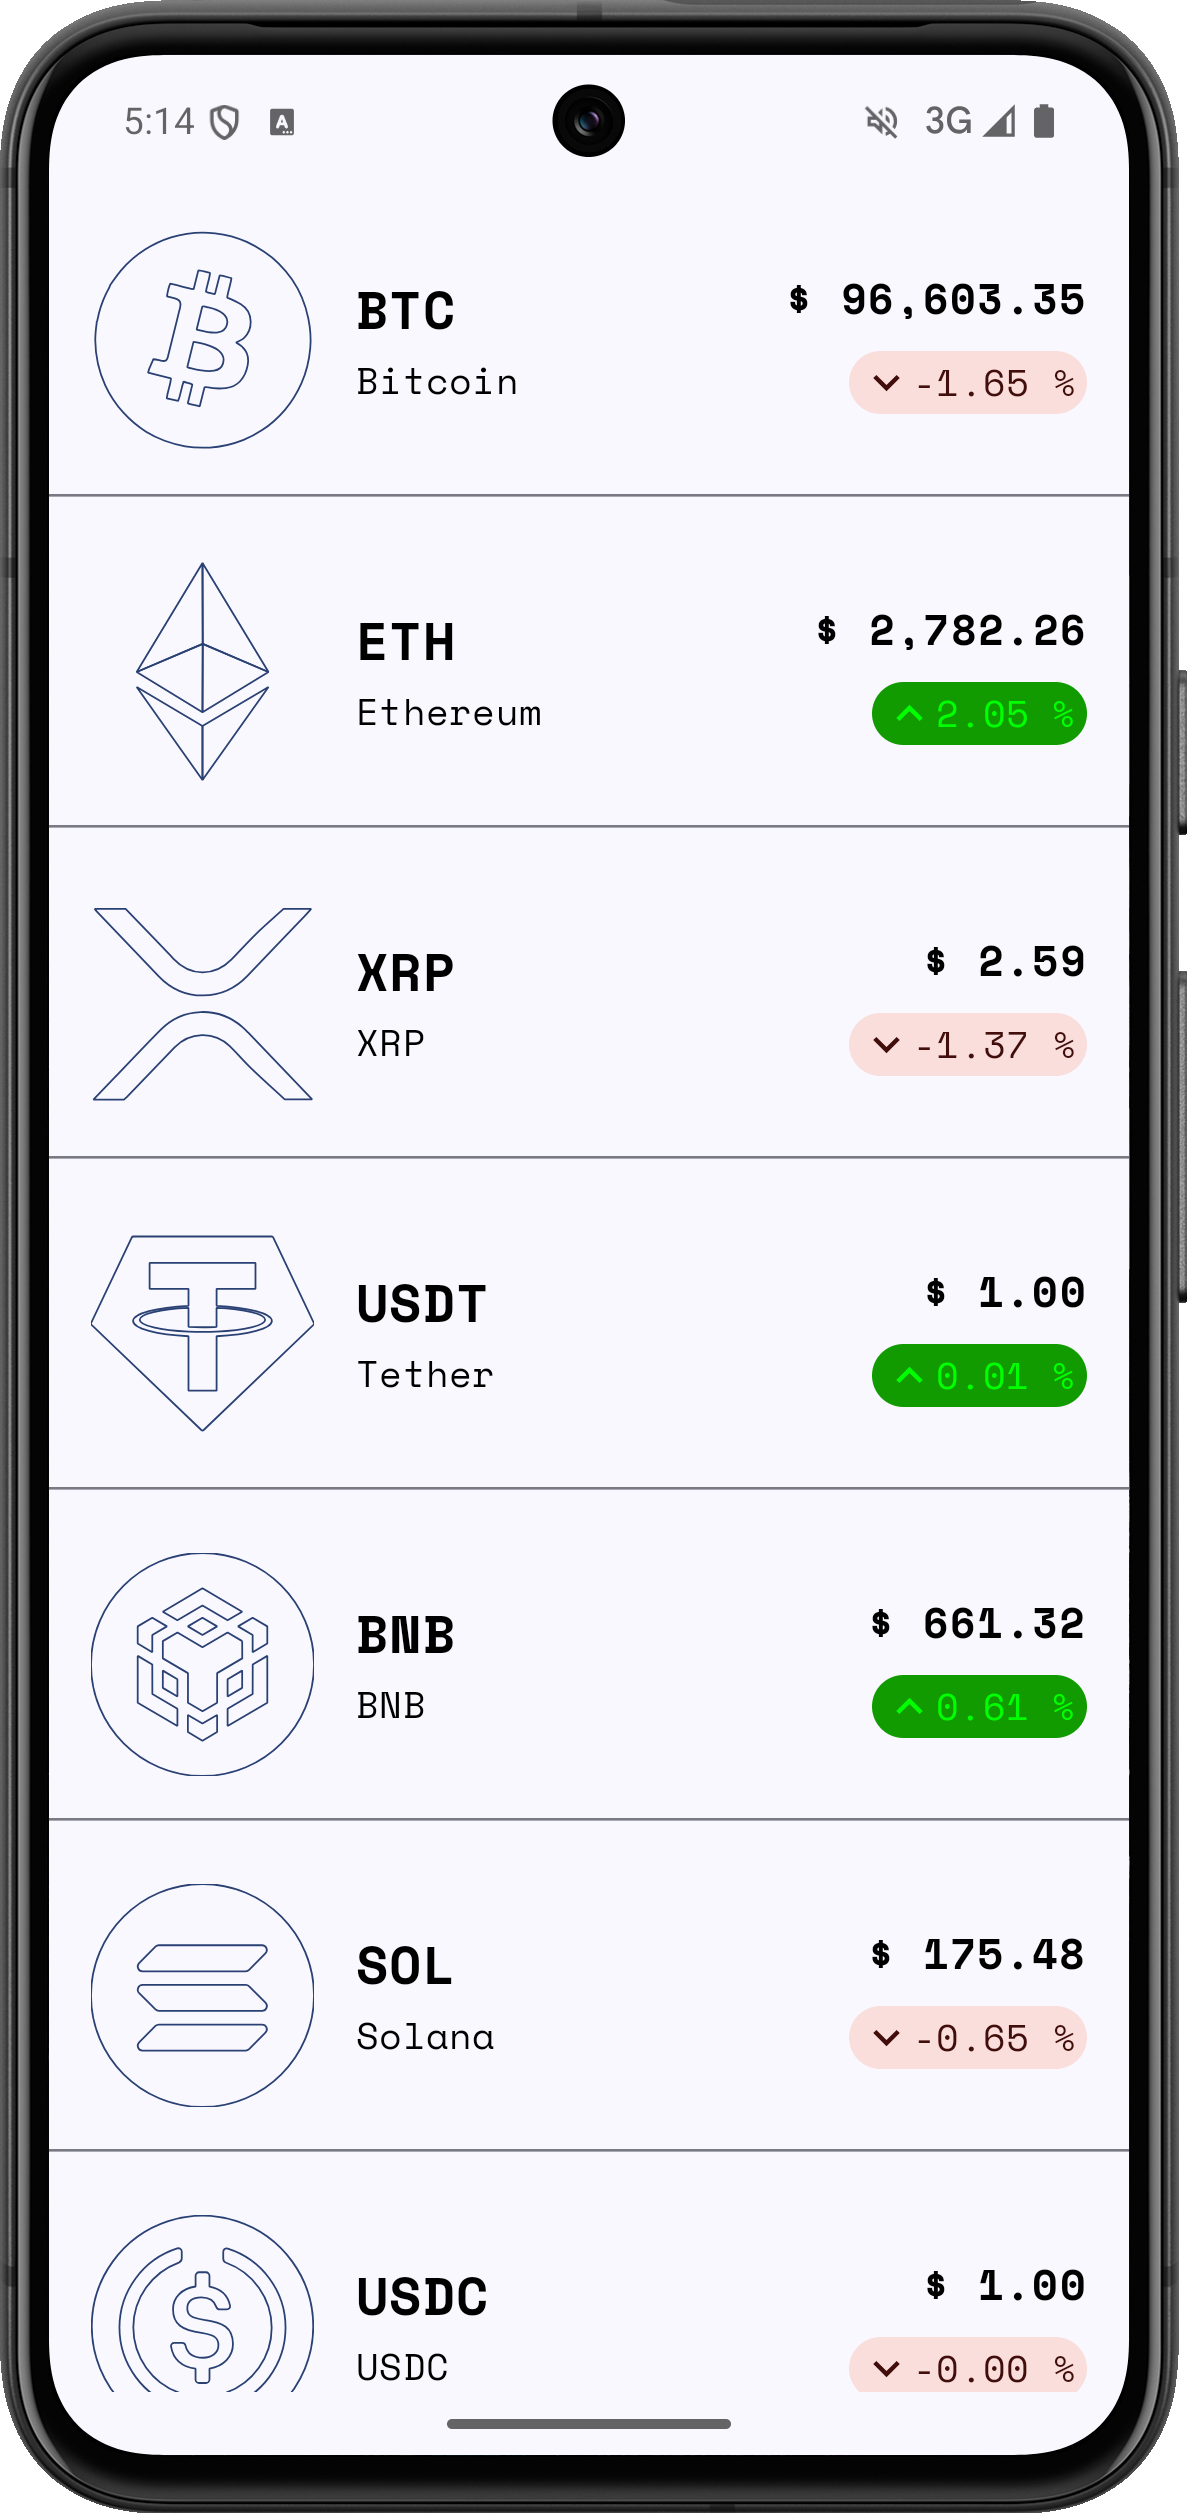 5:14 3G
BTC $ 96,603.35
Bitcoin -1.65 %
ETH $ 2,782.26
Ethereum 2.05 %
XRP $ 2.59
XRP -1.37 %
USDT $ 1.00
Tether 0.01 %
BNB $ 661.32
BNB 0.61 %
SOL $ 175.48
Solana -0.65 %
USDC $ 1.00
USDC -0.00 %